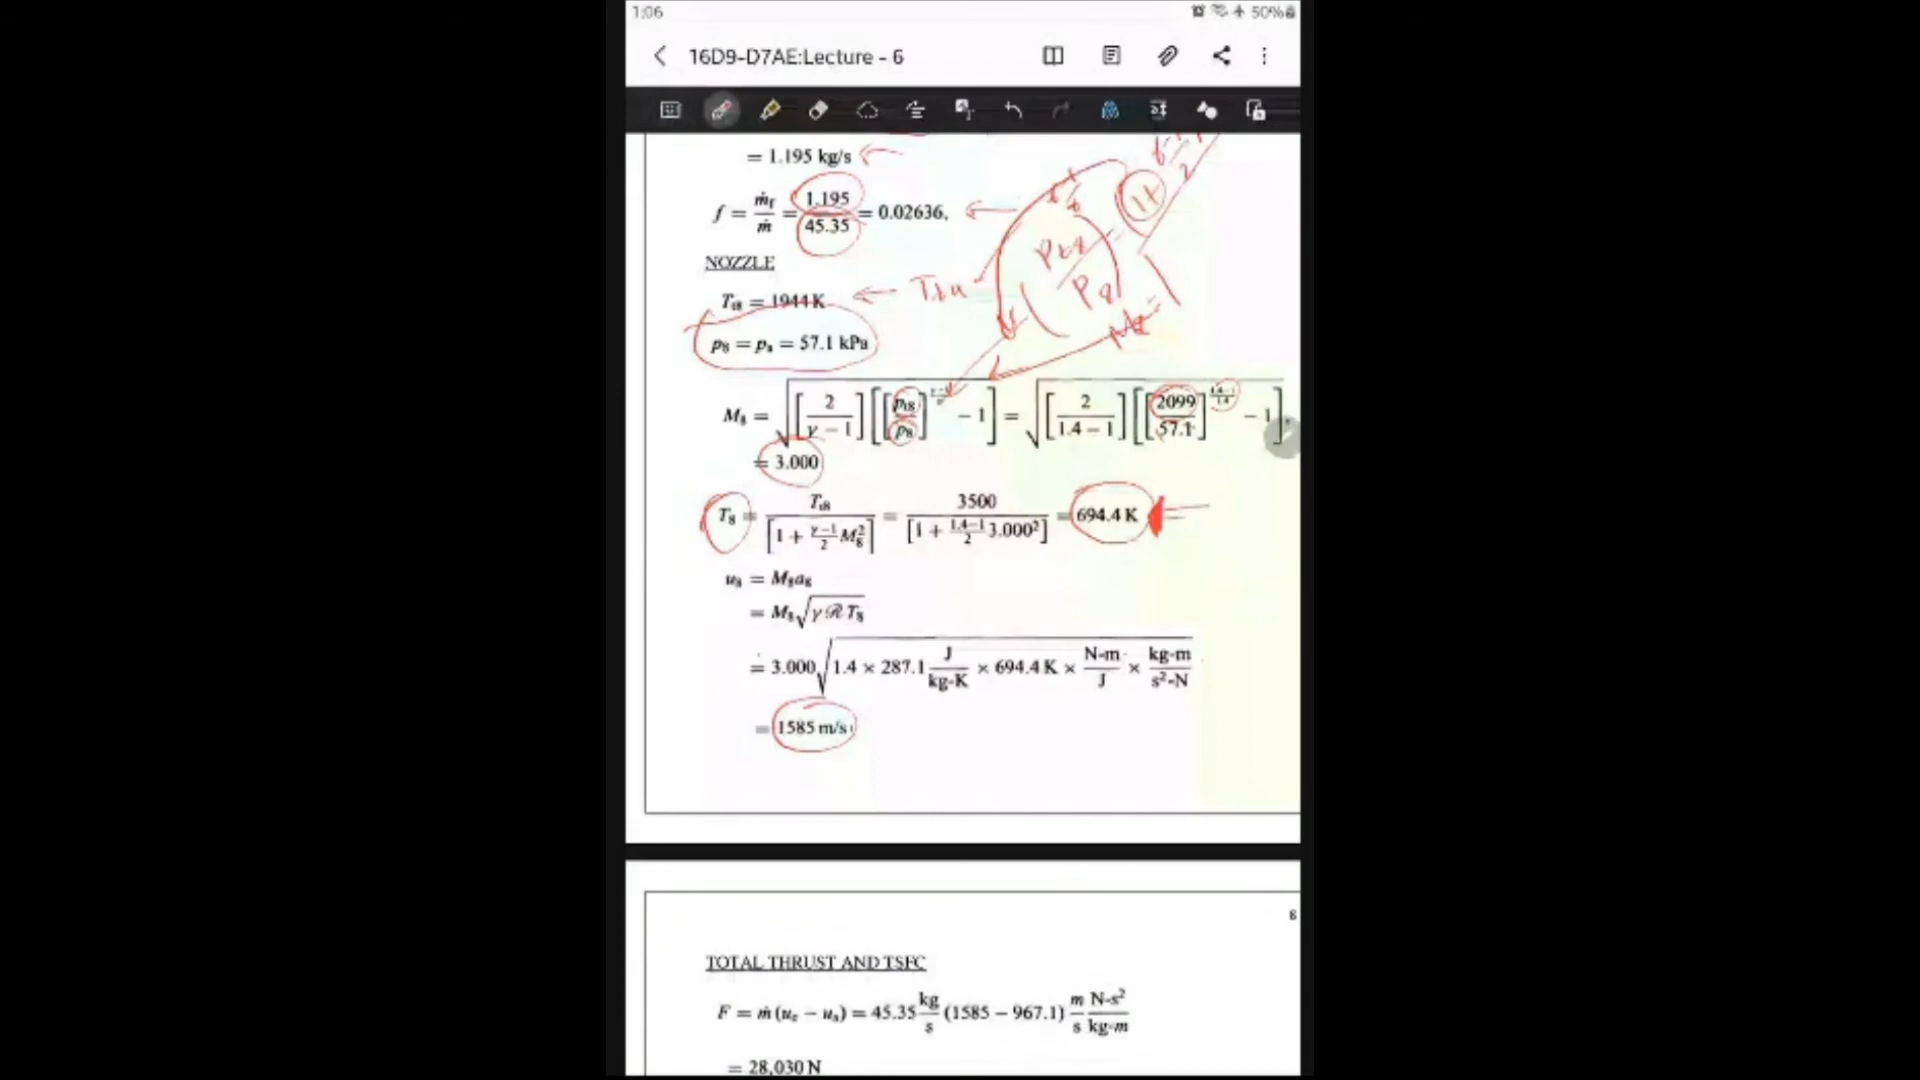 1:06 50%
16D9-D7AE:Lecture - 6
= 1.195 kg/s
f = ṁf/ṁ = 1.195/45.35 = 0.02636,
NOZZLE
Tt8 = 1944 K ← Tt4
p8 = pa = 57.1 kPa
pt8/p8
1+
M8 = √([2/(γ − 1)][[pt8/p8]^((γ−1)/γ) − 1]) = √([2/(1.4 − 1)][[2099/57.1]^((1.4−1)/1.4) − 1]),
= 3.000
T8 = Tt8/[1 + (γ−1)/2 M8²] = 3500/[1 + (1.4−1)/2 3.000²] = 694.4 K
u8 = M8a8
= M8√(γ ℛ T8)
= 3.000√(1.4 × 287.1 J/kg-K × 694.4 K × N-m/J × kg-m/s²-N)
= 1585 m/s
8
TOTAL THRUST AND TSFC
F = ṁ (ue − ua) = 45.35 kg/s (1585 − 967.1) m/s N-s²/kg-m
= 28,030 N